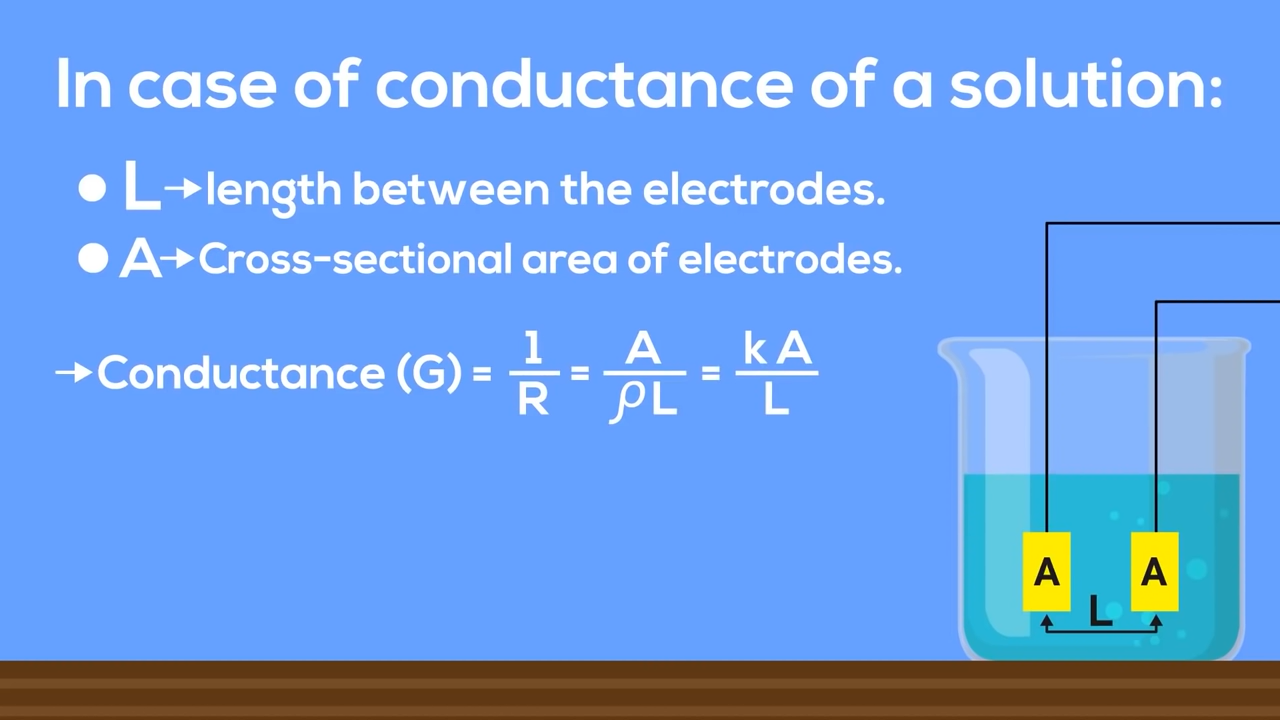 In case of conductance of a solution:
● L→length between the electrodes.
● A→Cross-sectional area of electrodes.
→Conductance (G) = 1/R = A/ρL = kA/L
A A
L